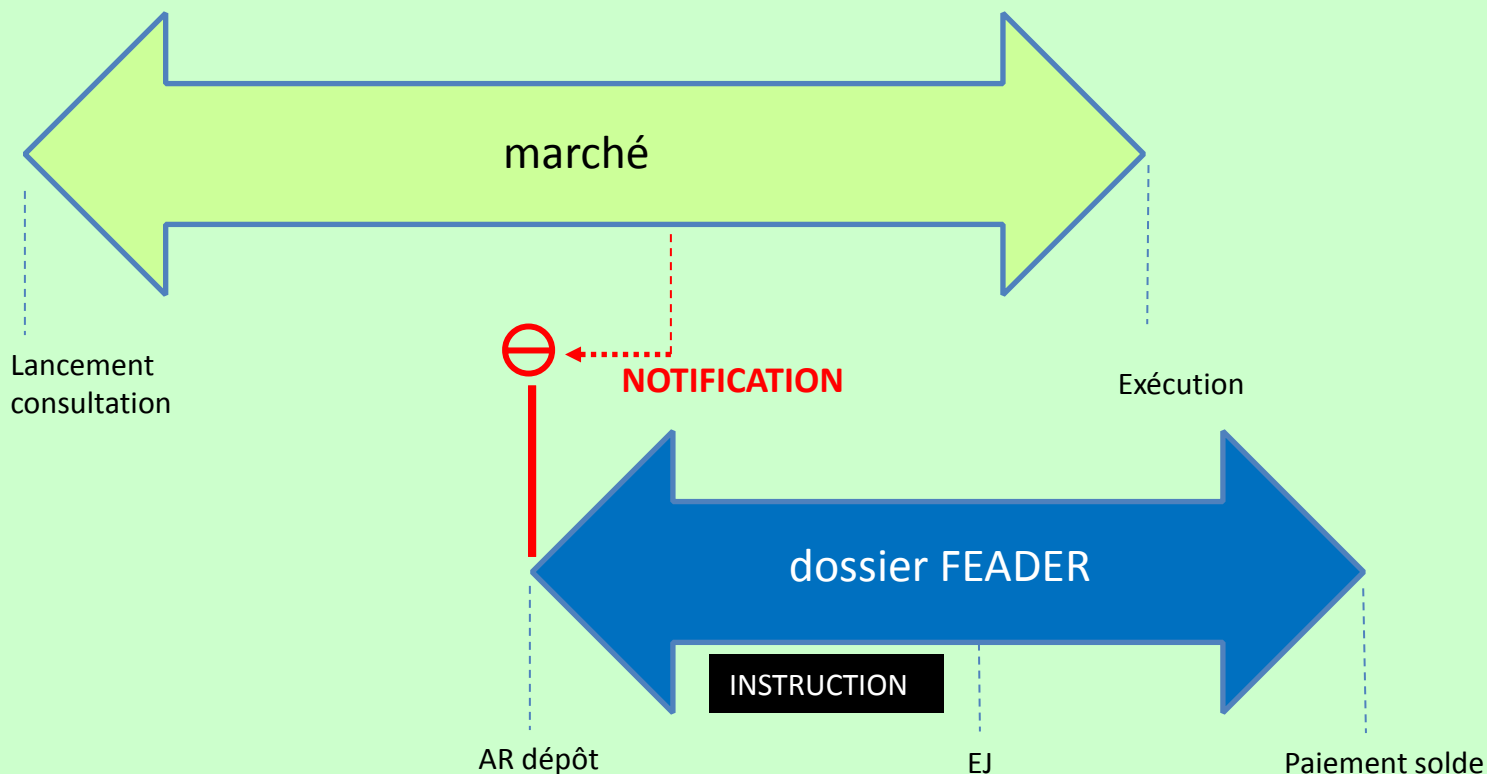 marché
Lancement
consultation
NOTIFICATION
Exécution
dossier FEADER
INSTRUCTION
AR dépôt
EJ
Paiement solde